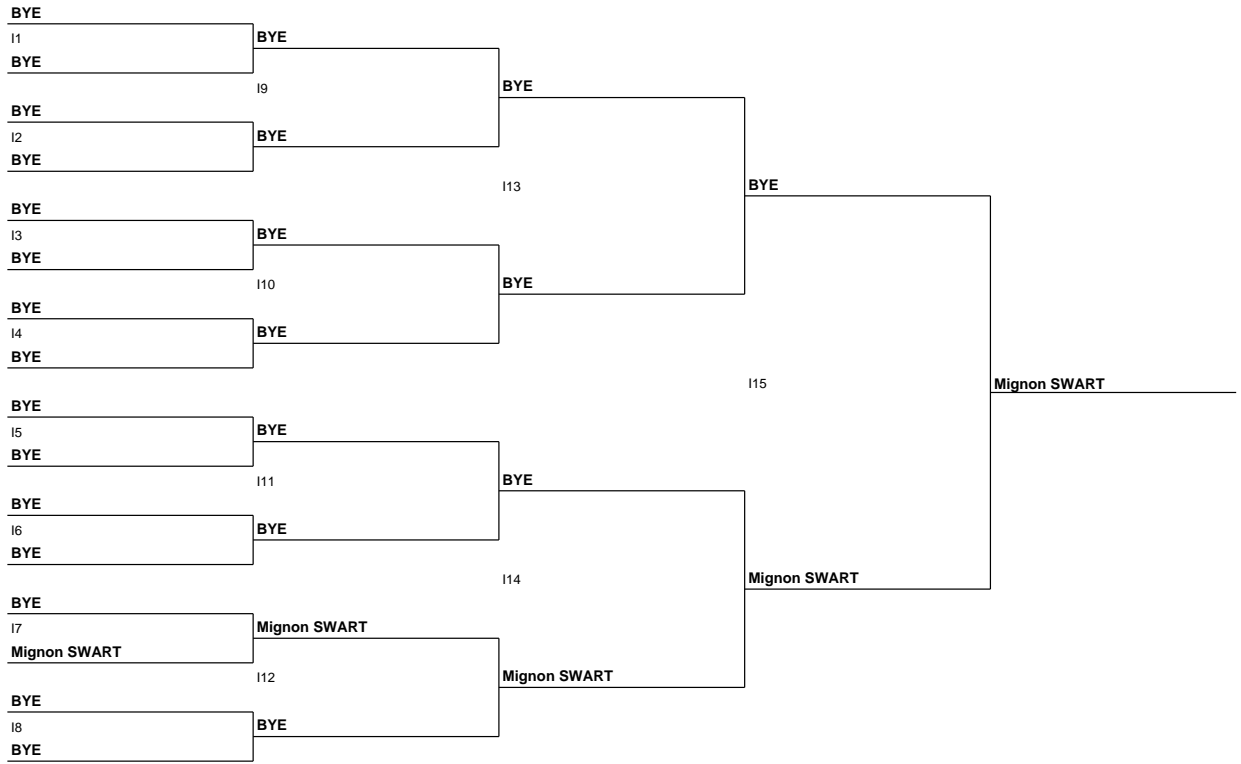 BYE
I1
BYE
BYE
I9
BYE
BYE
I2
BYE
BYE
I13
BYE
BYE
I3
BYE
BYE
I10
BYE
BYE
I4
BYE
BYE
I15
Mignon SWART
BYE
I5
BYE
BYE
I11
BYE
BYE
I6
BYE
BYE
I14
Mignon SWART
BYE
I7
Mignon SWART
Mignon SWART
I12
Mignon SWART
BYE
I8
BYE
BYE